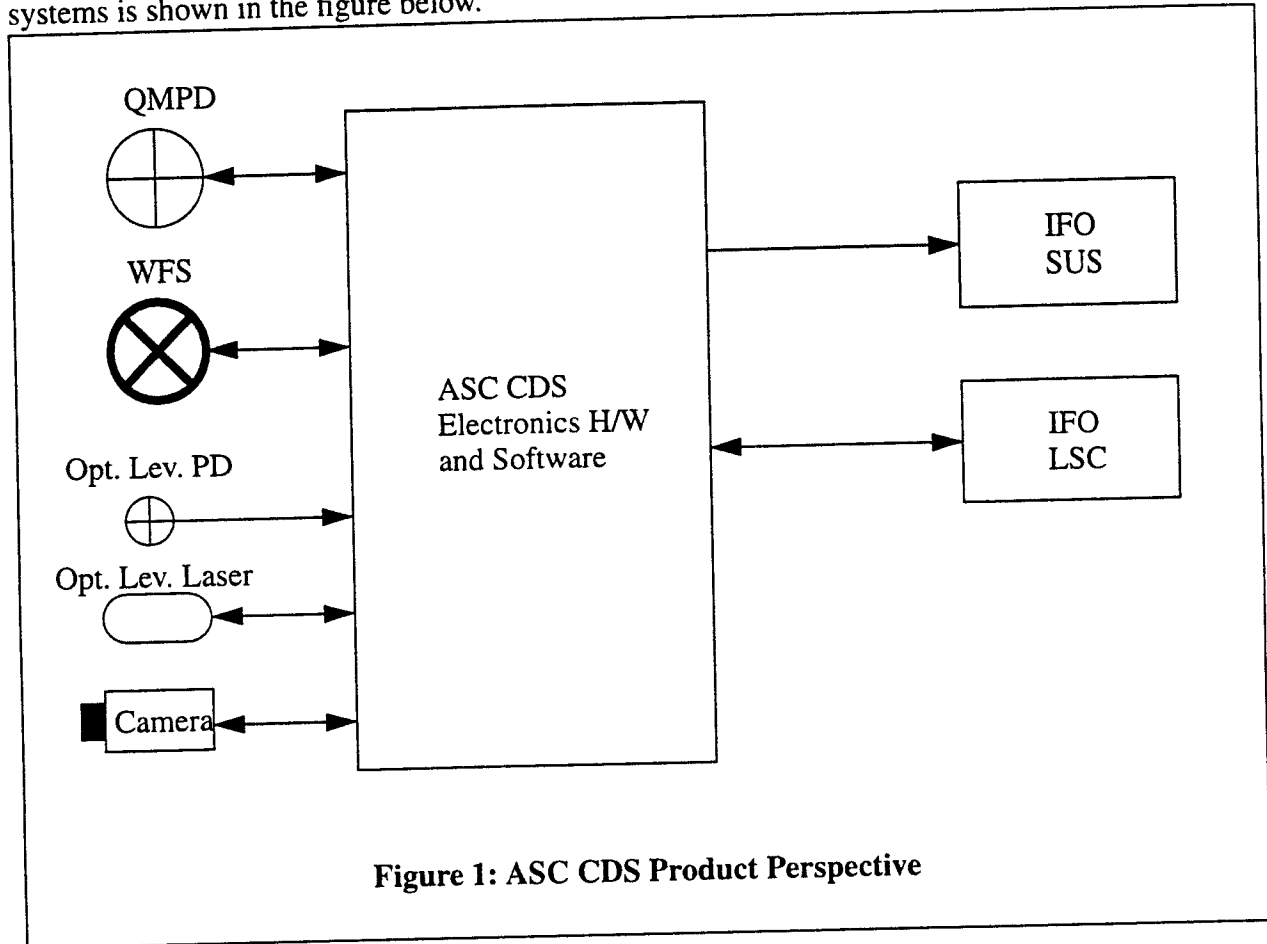 systems is shown in the figure below.
QMPD
WFS
Opt. Lev. PD
Opt. Lev. Laser
Camera
ASC CDS
Electronics H/W
and Software
IFO
SUS
IFO
LSC
Figure 1: ASC CDS Product Perspective